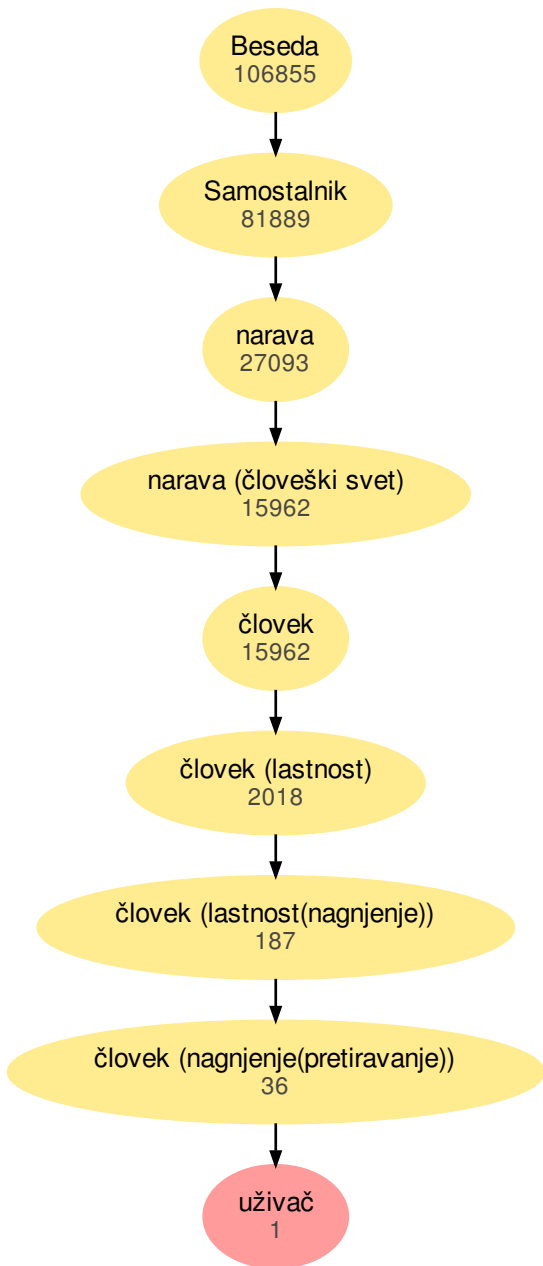 Beseda
106855
Samostalnik
81889
narava
27093
narava (človeški svet)
15962
človek
15962
človek (lastnost)
2018
človek (lastnost(nagnjenje))
187
človek (nagnjenje(pretiravanje))
36
uživač
1